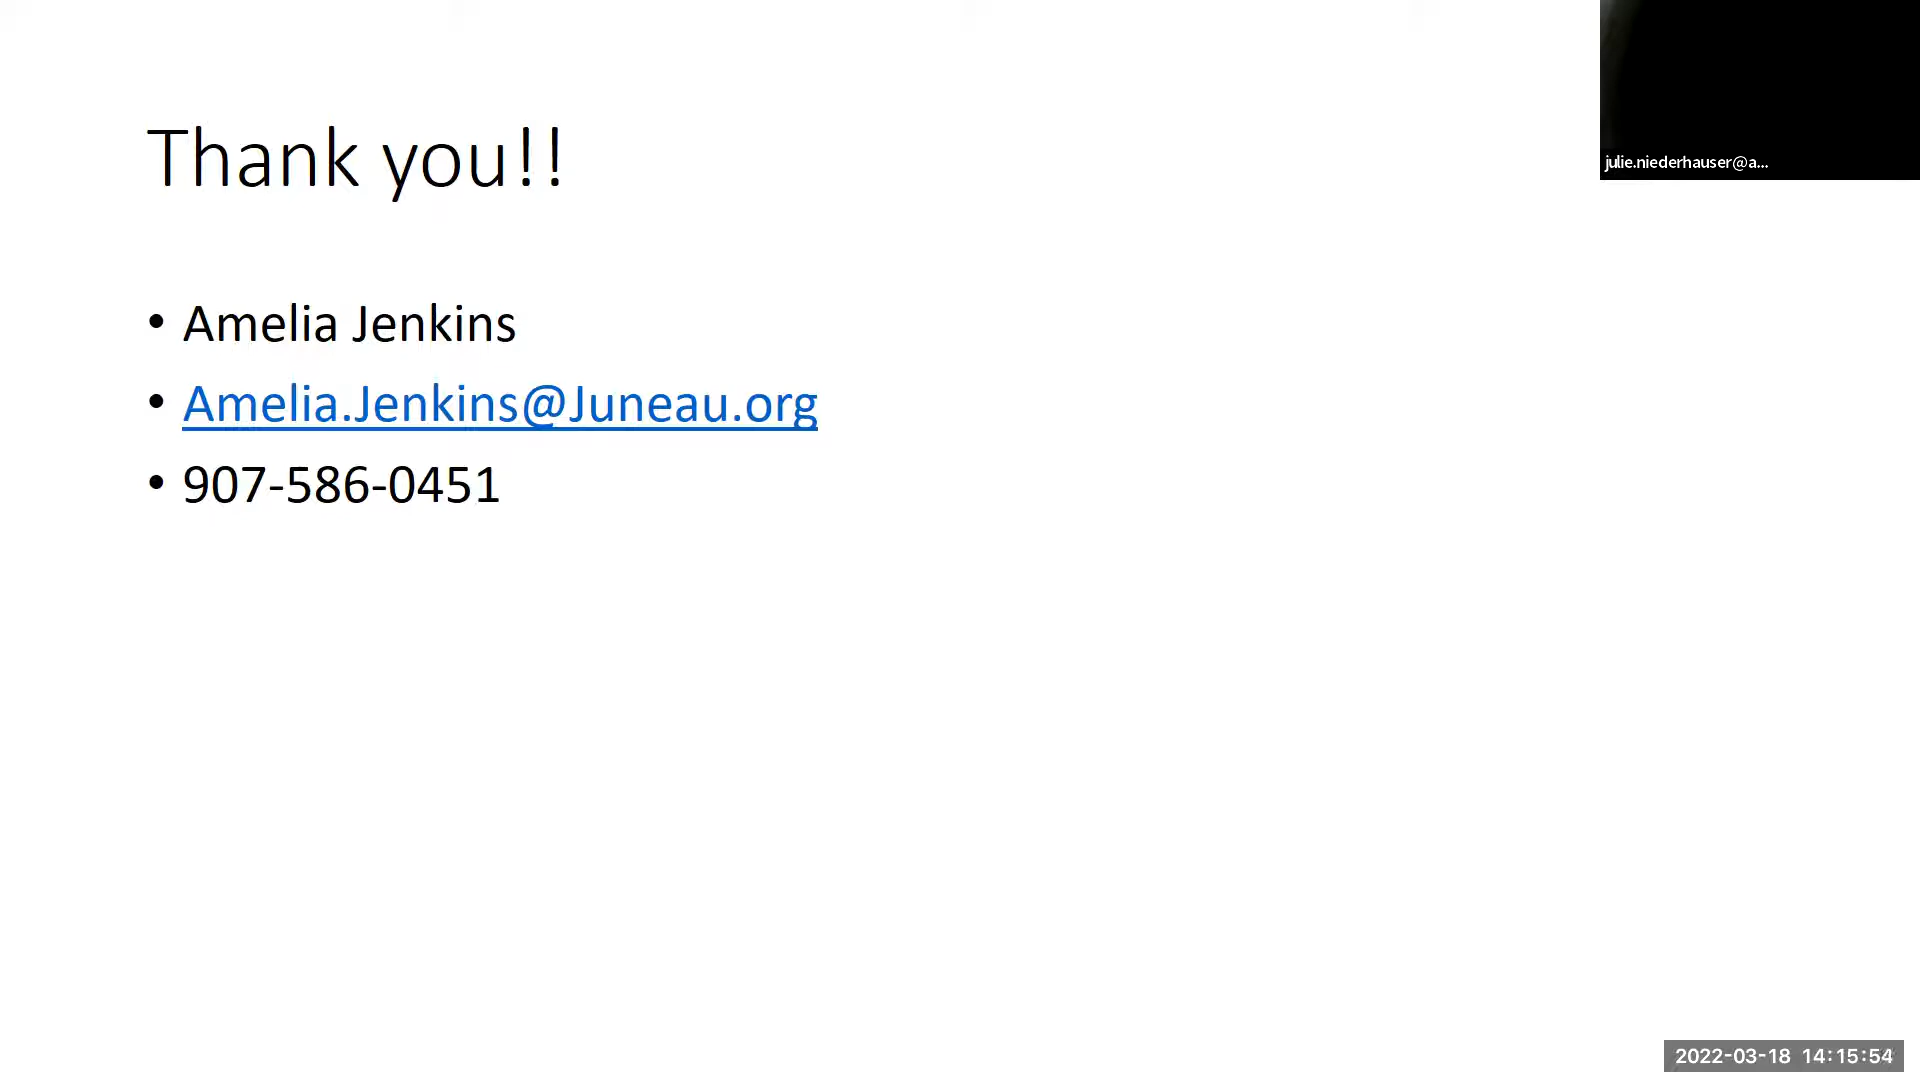 Thank you!!
julie.niederhauser@a...
• Amelia Jenkins
• Amelia.Jenkins@Juneau.org
• 907-586-0451
2022-03-18 14:15:54